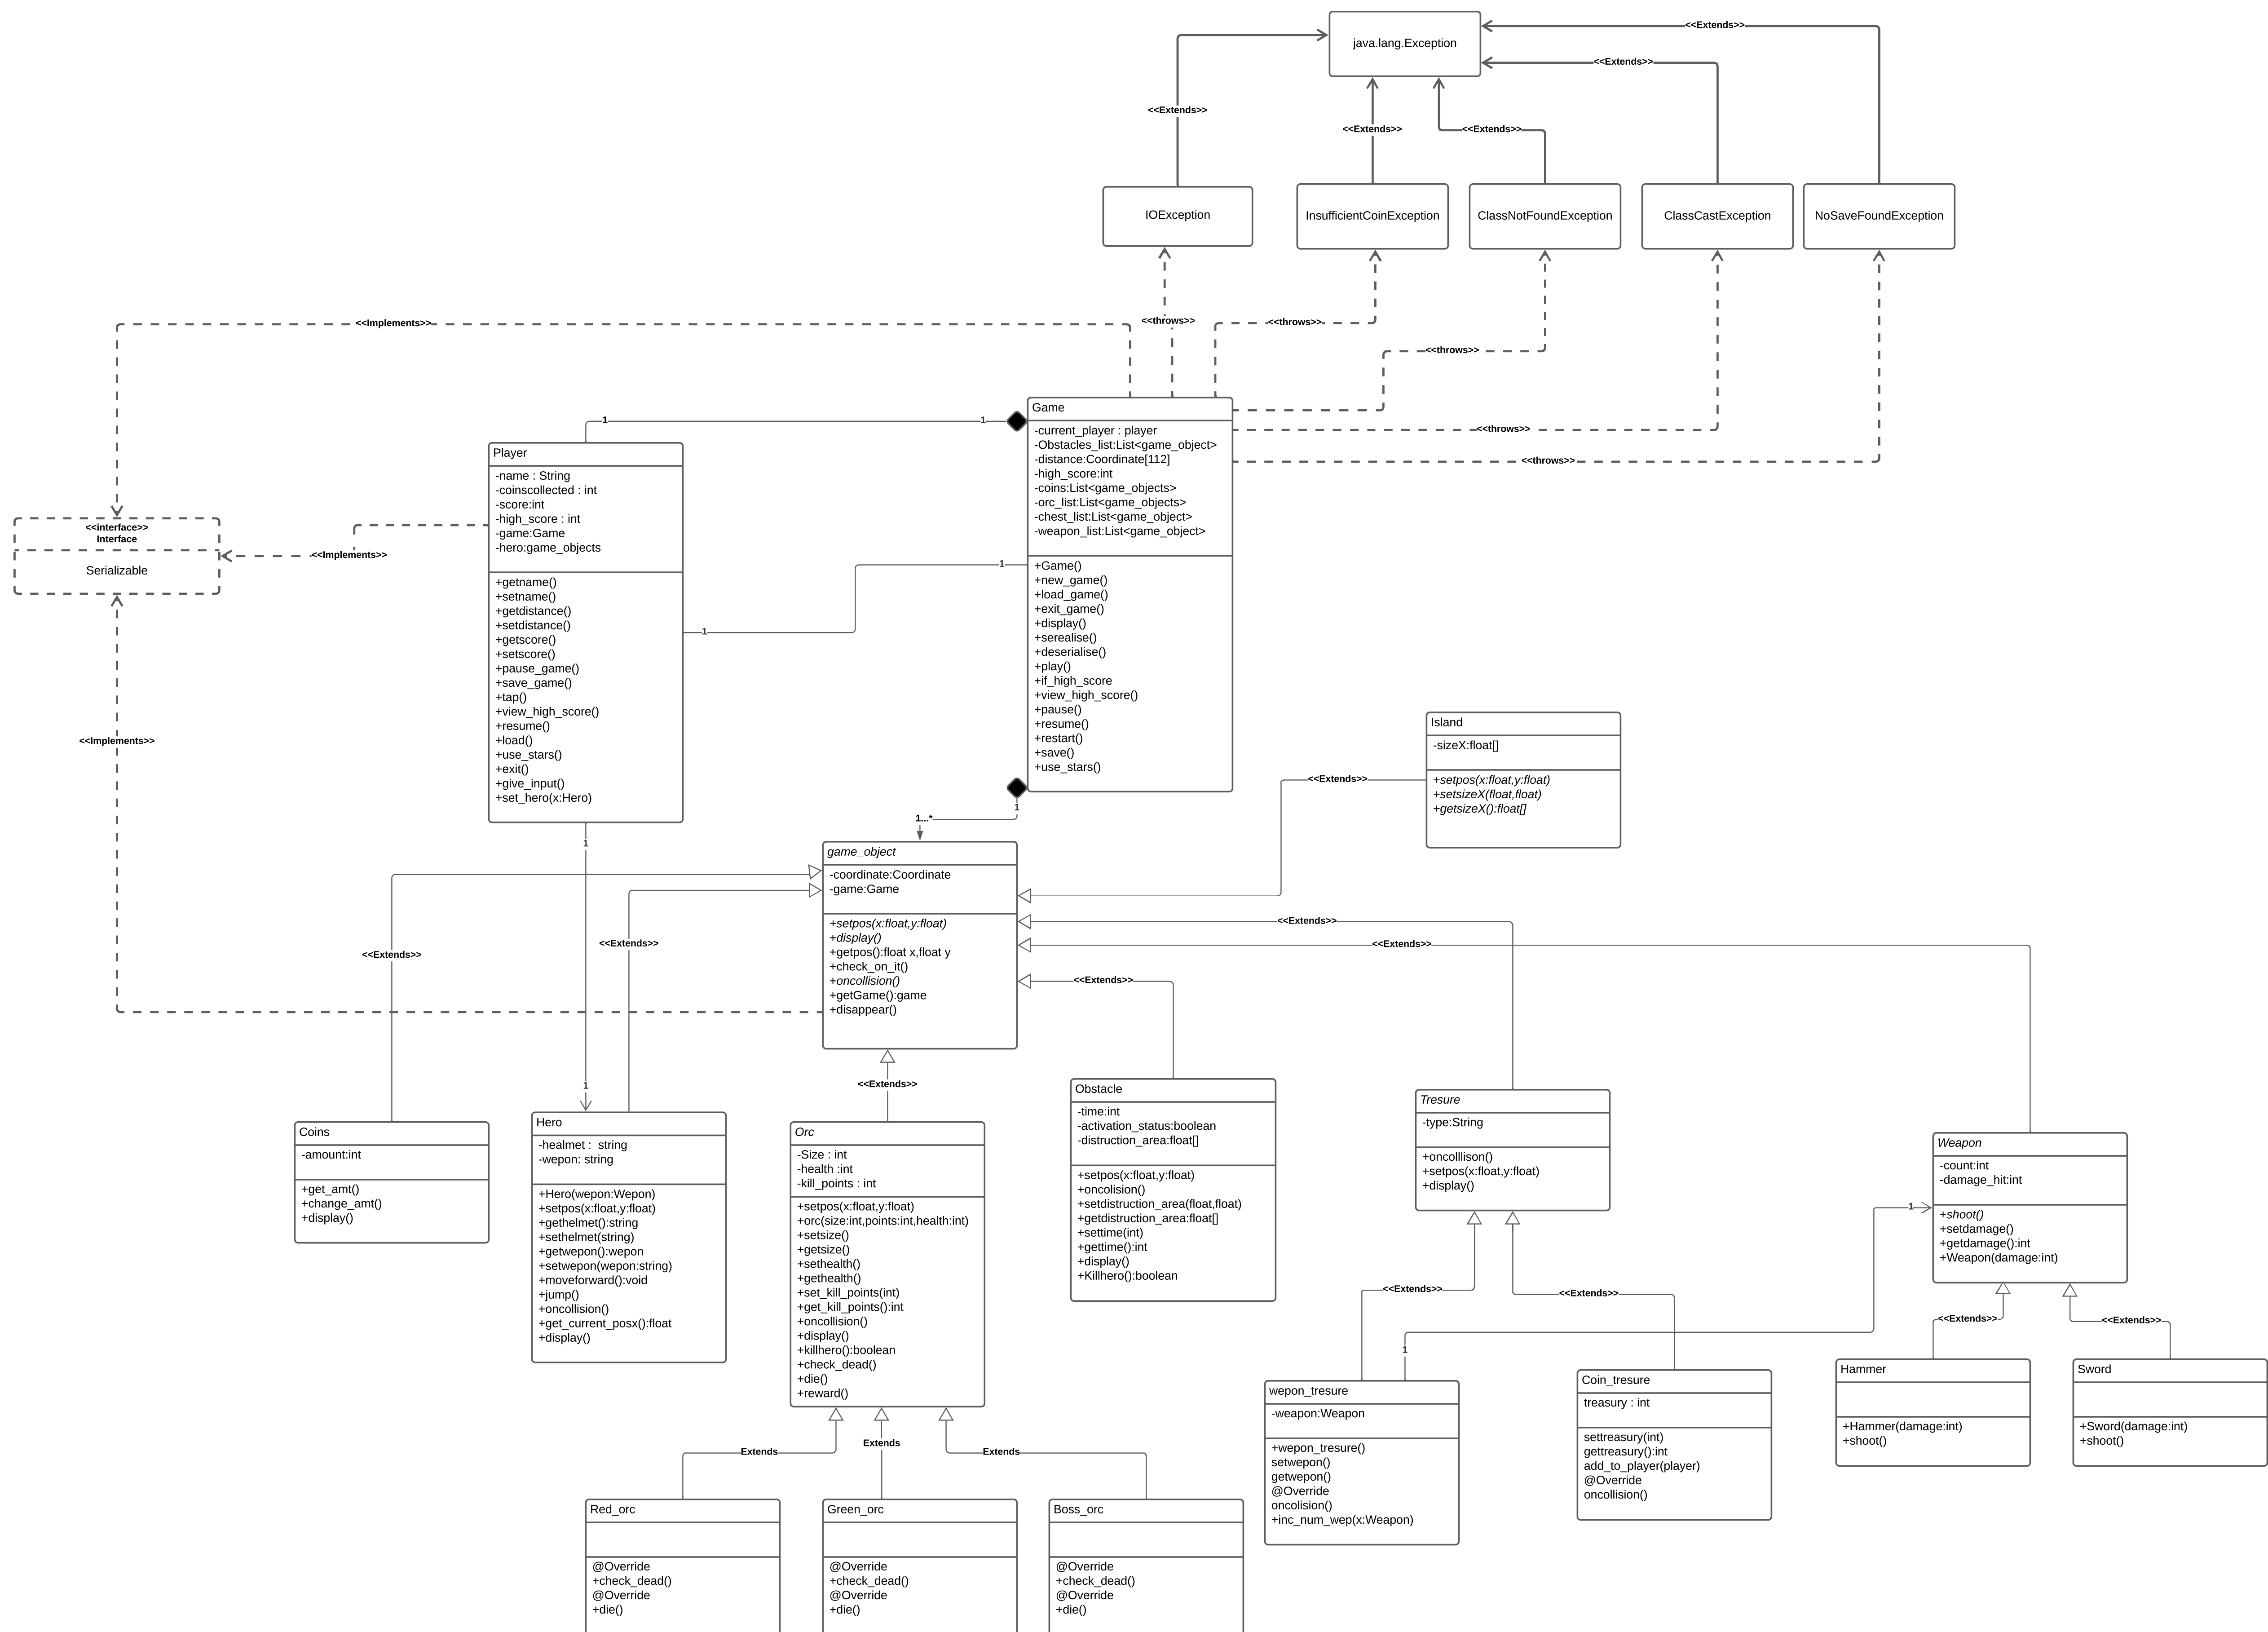 java.lang.Exception
<<Extends>>
<<Extends>>
<<Extends>>
<<Extends>>
<<Extends>>
IOException
InsufficientCoinException
ClassNotFoundException
ClassCastException
NoSaveFoundException
<<Implements>>
<<throws>>
<<throws>>
<<throws>>
<<throws>>
<<throws>>
1
1
Game
-current_player : player
-Obstacles_list:List<game_object>
-distance:Coordinate[112]
-high_score:int
-coins:List<game_objects>
-orc_list:List<game_objects>
-chest_list:List<game_object>
-weapon_list:List<game_object>
+Game()
+new_game()
+load_game()
+exit_game()
+display()
+serealise()
+deserialise()
+play()
+if_high_score
+view_high_score()
+pause()
+resume()
+restart()
+save()
+use_stars()
Player
-name : String
-coinscollected : int
-score:int
-high_score : int
-game:Game
-hero:game_objects
+getname()
+setname()
+getdistance()
+setdistance()
+getscore()
+setscore()
+pause_game()
+save_game()
+tap()
+view_high_score()
+resume()
+load()
+use_stars()
+exit()
+give_input()
+set_hero(x:Hero)
<<interface>>
Interface
Serializable
<<Implements>>
1
1
<<Implements>>
Island
-sizeX:float[]
+setpos(x:float,y:float)
+setsizeX(float,float)
+getsizeX():float[]
<<Extends>>
1
1...*
1
game_object
-coordinate:Coordinate
-game:Game
+setpos(x:float,y:float)
+display()
+getpos():float x,float y
+check_on_it()
+oncollision()
+getGame():game
+disappear()
<<Extends>>
<<Extends>>
<<Extends>>
<<Extends>>
<<Extends>>
<<Extends>>
1
Coins
-amount:int
+get_amt()
+change_amt()
+display()
Hero
-healmet :  string
-wepon: string
+Hero(wepon:Wepon)
+setpos(x:float,y:float)
+gethelmet():string
+sethelmet(string)
+getwepon():wepon
+setwepon(wepon:string)
+moveforward():void
+jump()
+oncollision()
+get_current_posx():float
+display()
Orc
-Size : int
-health :int
-kill_points : int
+setpos(x:float,y:float)
+orc(size:int,points:int,health:int)
+setsize()
+getsize()
+sethealth()
+gethealth()
+set_kill_points(int)
+get_kill_points():int
+oncollision()
+display()
+killhero():boolean
+check_dead()
+die()
+reward()
Obstacle
-time:int
-activation_status:boolean
-distruction_area:float[]
+setpos(x:float,y:float)
+oncolision()
+setdistruction_area(float,float)
+getdistruction_area:float[]
+settime(int)
+gettime():int
+display()
+Killhero():boolean
Tresure
-type:String
+oncolllison()
+setpos(x:float,y:float)
+display()
Weapon
-count:int
-damage_hit:int
+shoot()
+setdamage()
+getdamage():int
+Weapon(damage:int)
1
<<Extends>>
<<Extends>>
<<Extends>>
<<Extends>>
1
wepon_tresure
-weapon:Weapon
+wepon_tresure()
setwepon()
getwepon()
@Override
oncolision()
+inc_num_wep(x:Weapon)
Coin_tresure
treasury : int
settreasury(int)
gettreasury():int
add_to_player(player)
@Override
oncollision()
Hammer
+Hammer(damage:int)
+shoot()
Sword
+Sword(damage:int)
+shoot()
Extends
Extends
Extends
Red_orc
@Override
+check_dead()
@Override
+die()
Green_orc
@Override
+check_dead()
@Override
+die()
Boss_orc
@Override
+check_dead()
@Override
+die()